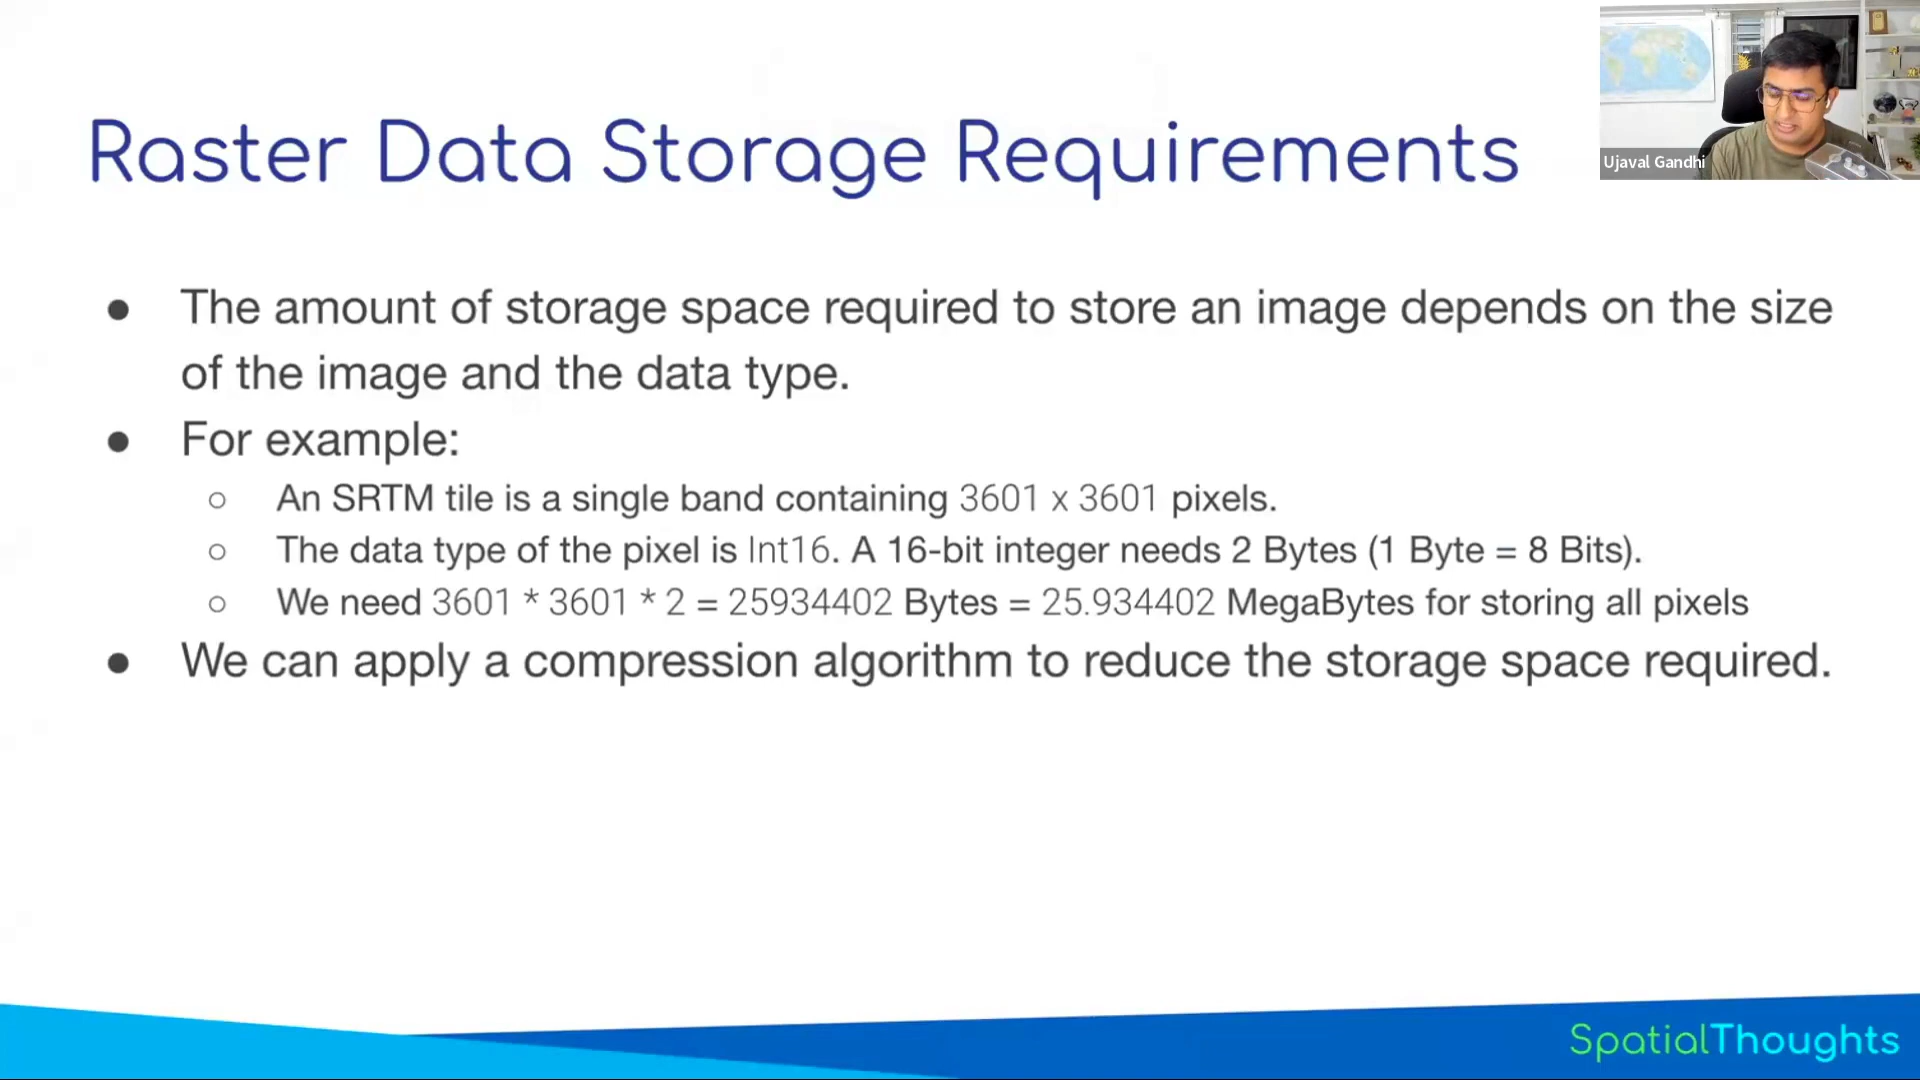 Raster Data Storage Requirements
Ujaval Gandhi
● The amount of storage space required to store an image depends on the size
of the image and the data type.
● For example:
○ An SRTM tile is a single band containing 3601 x 3601 pixels.
○ The data type of the pixel is Int16. A 16-bit integer needs 2 Bytes (1 Byte = 8 Bits).
○ We need 3601 * 3601 * 2 = 25934402 Bytes = 25.934402 MegaBytes for storing all pixels
● We can apply a compression algorithm to reduce the storage space required.
SpatialThoughts